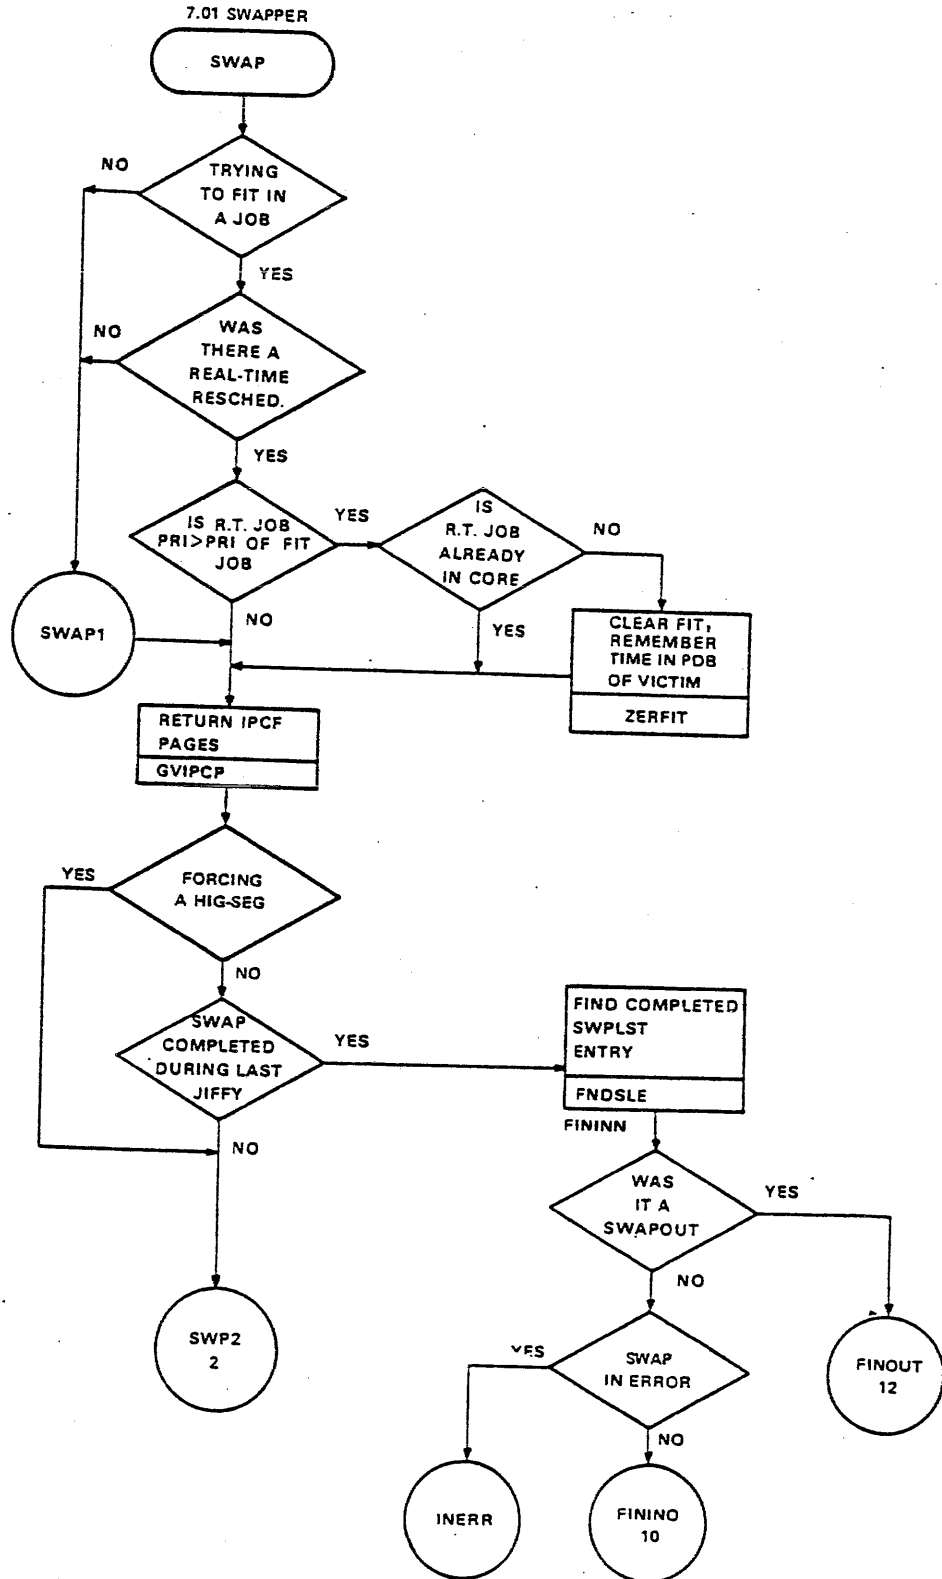 7.01 SWAPPER
SWAP
NO
TRYING
TO FIT IN
A JOB
YES
NO
WAS
THERE A
REAL-TIME
RESCHED.
YES
IS R.T. JOB
PRI>PRI OF FIT
JOB
YES
IS
R.T. JOB
ALREADY
IN CORE
NO
SWAP1
NO
YES
CLEAR FIT,
REMEMBER
TIME IN PDB
OF VICTIM
ZERFIT
RETURN IPCF
PAGES
GVIPCP
YES
FORCING
A HIG-SEG
NO
SWAP
COMPLETED
DURING LAST
JIFFY
YES
FIND COMPLETED
SWPLST
ENTRY
FNDSLE
FININN
NO
WAS
IT A
SWAPOUT
YES
NO
SWP2
2
YES
SWAP
IN ERROR
FINOUT
12
NO
INERR
FININO
10